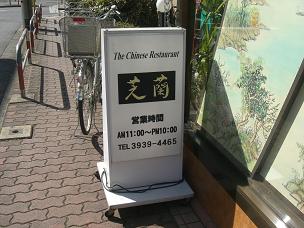 The Chinese Restaurant
芝蘭
営業時間
AM11:00～PM10:00
TEL 3939-4465